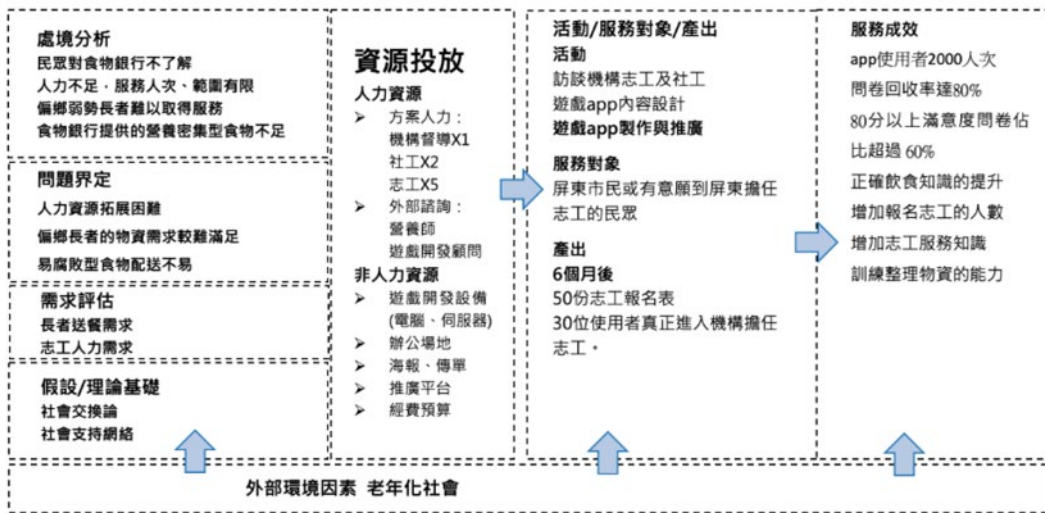 處境分析
民眾對食物銀行不了解
人力不足，服務人次、範圍有限
偏鄉弱勢長者難以取得服務
食物銀行提供的營養密集型食物不足
問題界定
人力資源拓展困難
偏鄉長者的物資需求較難滿足
易腐敗型食物配送不易
需求評估
長者送餐需求
志工人力需求
假設/理論基礎
社會交換論
社會支持網絡
資源投放
人力資源
➢ 方案人力：
機構督導X1
社工X2
志工X5
➢ 外部諮詢：
營養師
遊戲開發顧問
非人力資源
➢ 遊戲開發設備
(電腦、伺服器)
➢ 辦公場地
➢ 海報、傳單
➢ 推廣平台
➢ 經費預算
活動/服務對象/產出
活動
訪談機構志工及社工
遊戲app內容設計
遊戲app製作與推廣
服務對象
屏東市民或有意願到屏東擔任
志工的民眾
產出
6個月後
50份志工報名表
30位使用者真正進入機構擔任
志工。
服務成效
app使用者2000人次
問卷回收率達80%
80分以上滿意度問卷佔
比超過 60%
正確飲食知識的提升
增加報名志工的人數
增加志工服務知識
訓練整理物資的能力
外部環境因素 老年化社會